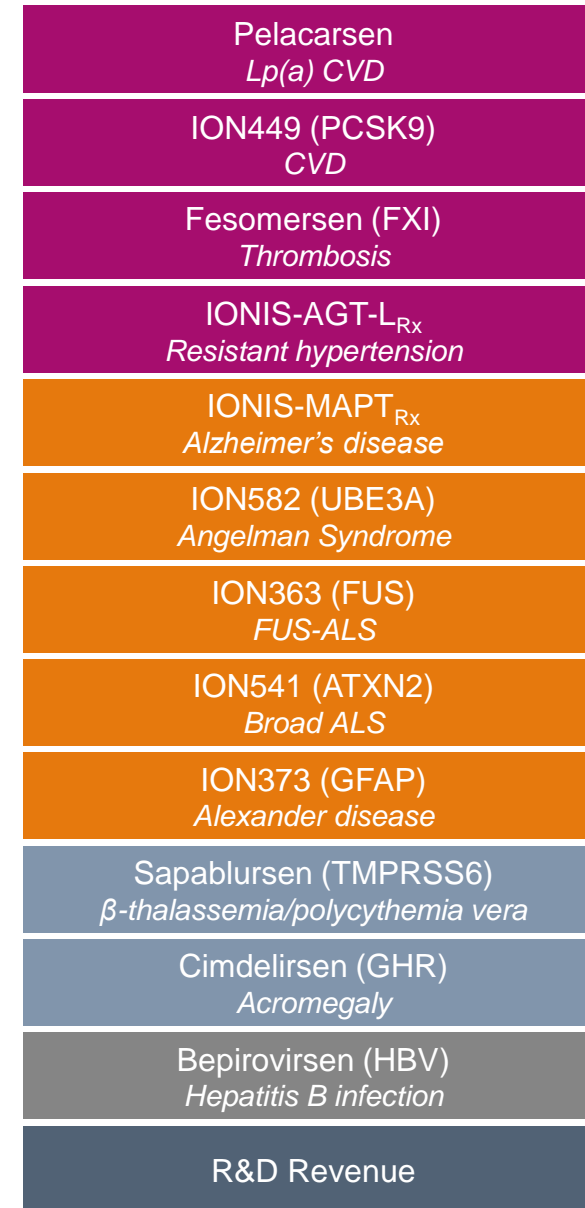 Pelacarsen
Lp(a) CVD
ION449 (PCSK9)
CVD
Fesomersen (FXI)
Thrombosis
IONIS-AGT-LRx
Resistant hypertension
IONIS-MAPTRx
Alzheimer’s disease
ION582 (UBE3A)
Angelman Syndrome
ION363 (FUS)
FUS-ALS
ION541 (ATXN2)
Broad ALS
ION373 (GFAP)
Alexander disease
Sapablursen (TMPRSS6)
β-thalassemia/polycythemia vera
Cimdelirsen (GHR)
Acromegaly
Bepirovirsen (HBV)
Hepatitis B infection
R&D Revenue